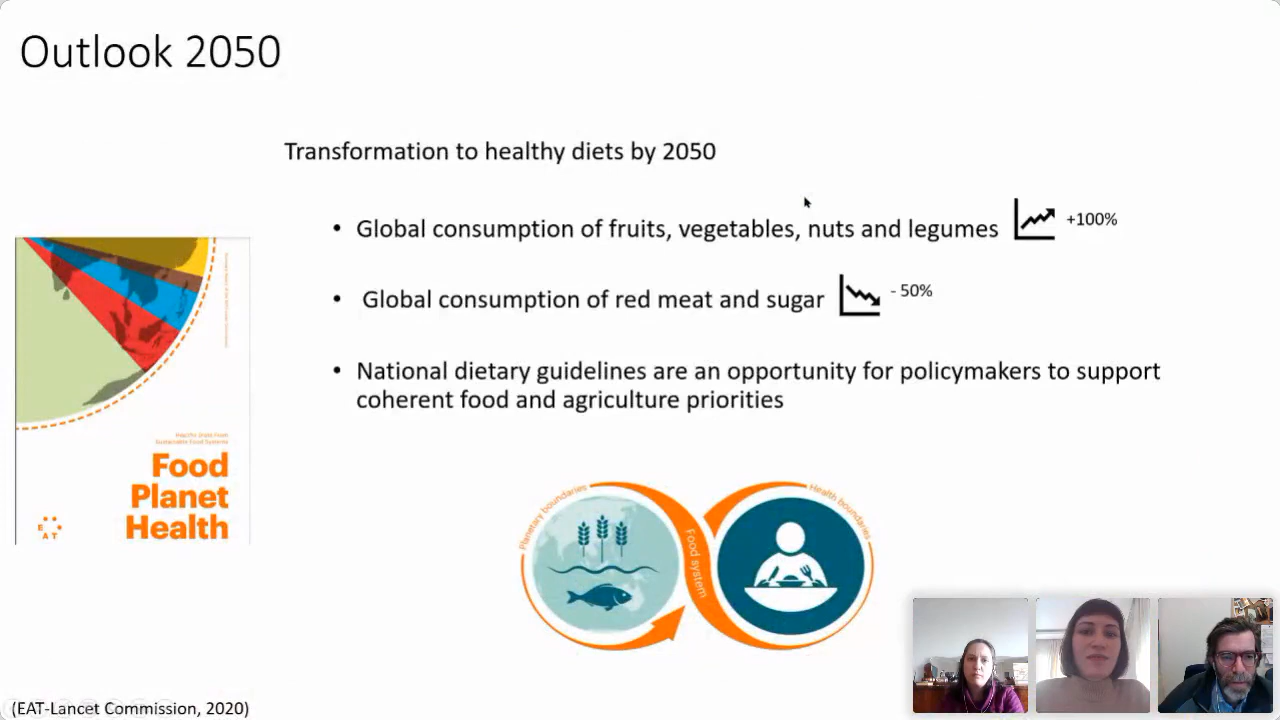 Outlook 2050
Transformation to healthy diets by 2050
• Global consumption of fruits, vegetables, nuts and legumes
+100%
• Global consumption of red meat and sugar
- 50%
• National dietary guidelines are an opportunity for policymakers to support
coherent food and agriculture priorities
Food
Planet
Health
E
A T
Planetary boundaries
Food system
Health boundaries
(EAT-Lancet Commission, 2020)